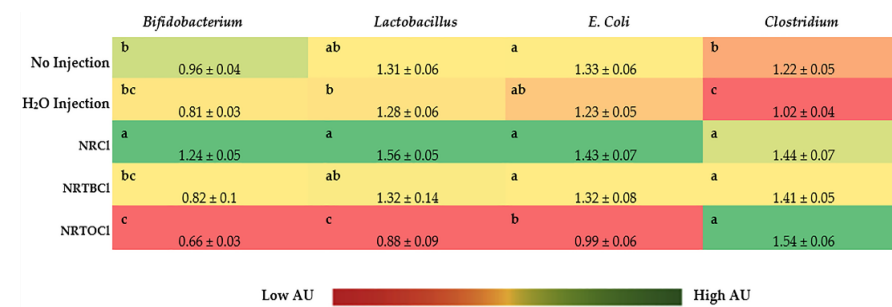 Bifidobacterium Lactobacillus E. Coli Clostridium
b ab a b
No Injection 0.96 ± 0.04 1.31 ± 0.06 1.33 ± 0.06 1.22 ± 0.05
bc b ab c
H2O Injection 0.81 ± 0.03 1.28 ± 0.06 1.23 ± 0.05 1.02 ± 0.04
a a a a
NRCl 1.24 ± 0.05 1.56 ± 0.05 1.43 ± 0.07 1.44 ± 0.07
bc ab a a
NRTBCl 0.82 ± 0.1 1.32 ± 0.14 1.32 ± 0.08 1.41 ± 0.05
c c b a
NRTOCl 0.66 ± 0.03 0.88 ± 0.09 0.99 ± 0.06 1.54 ± 0.06
Low AU High AU